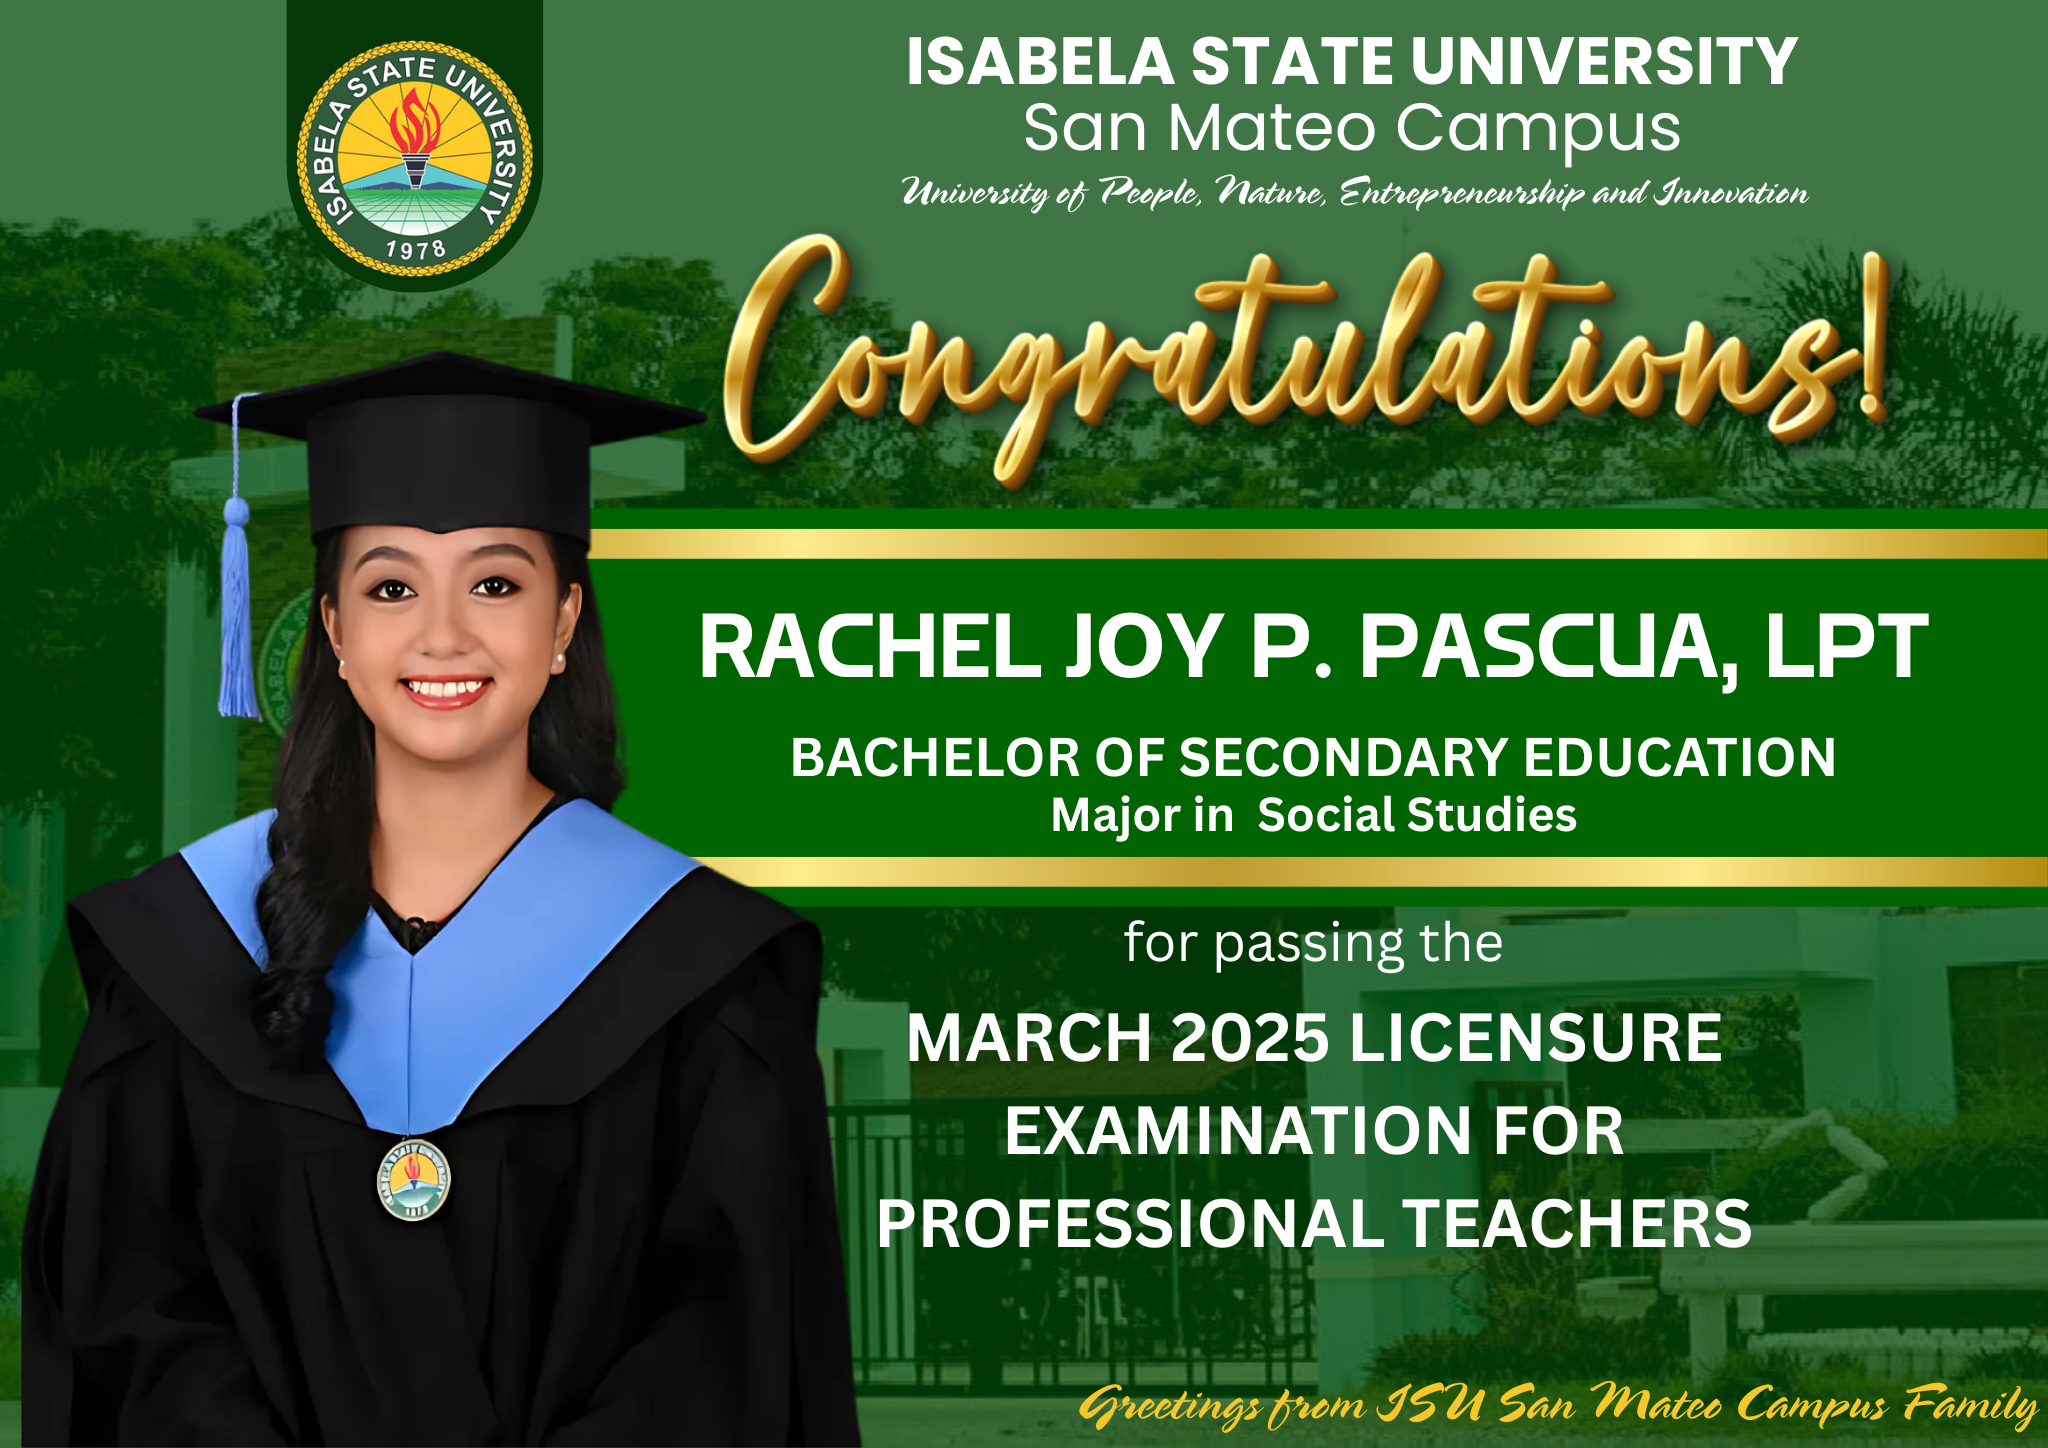 ISABELA STATE UNIVERSITY
1978
ISABELA STATE UNIVERSITY
San Mateo Campus
University of People, Nature, Entrepreneurship and Innovation
Congratulations!
RACHEL JOY P. PASCUA, LPT
BACHELOR OF SECONDARY EDUCATION
Major in Social Studies
for passing the
MARCH 2025 LICENSURE
EXAMINATION FOR
PROFESSIONAL TEACHERS
Greetings from ISU San Mateo Campus Family